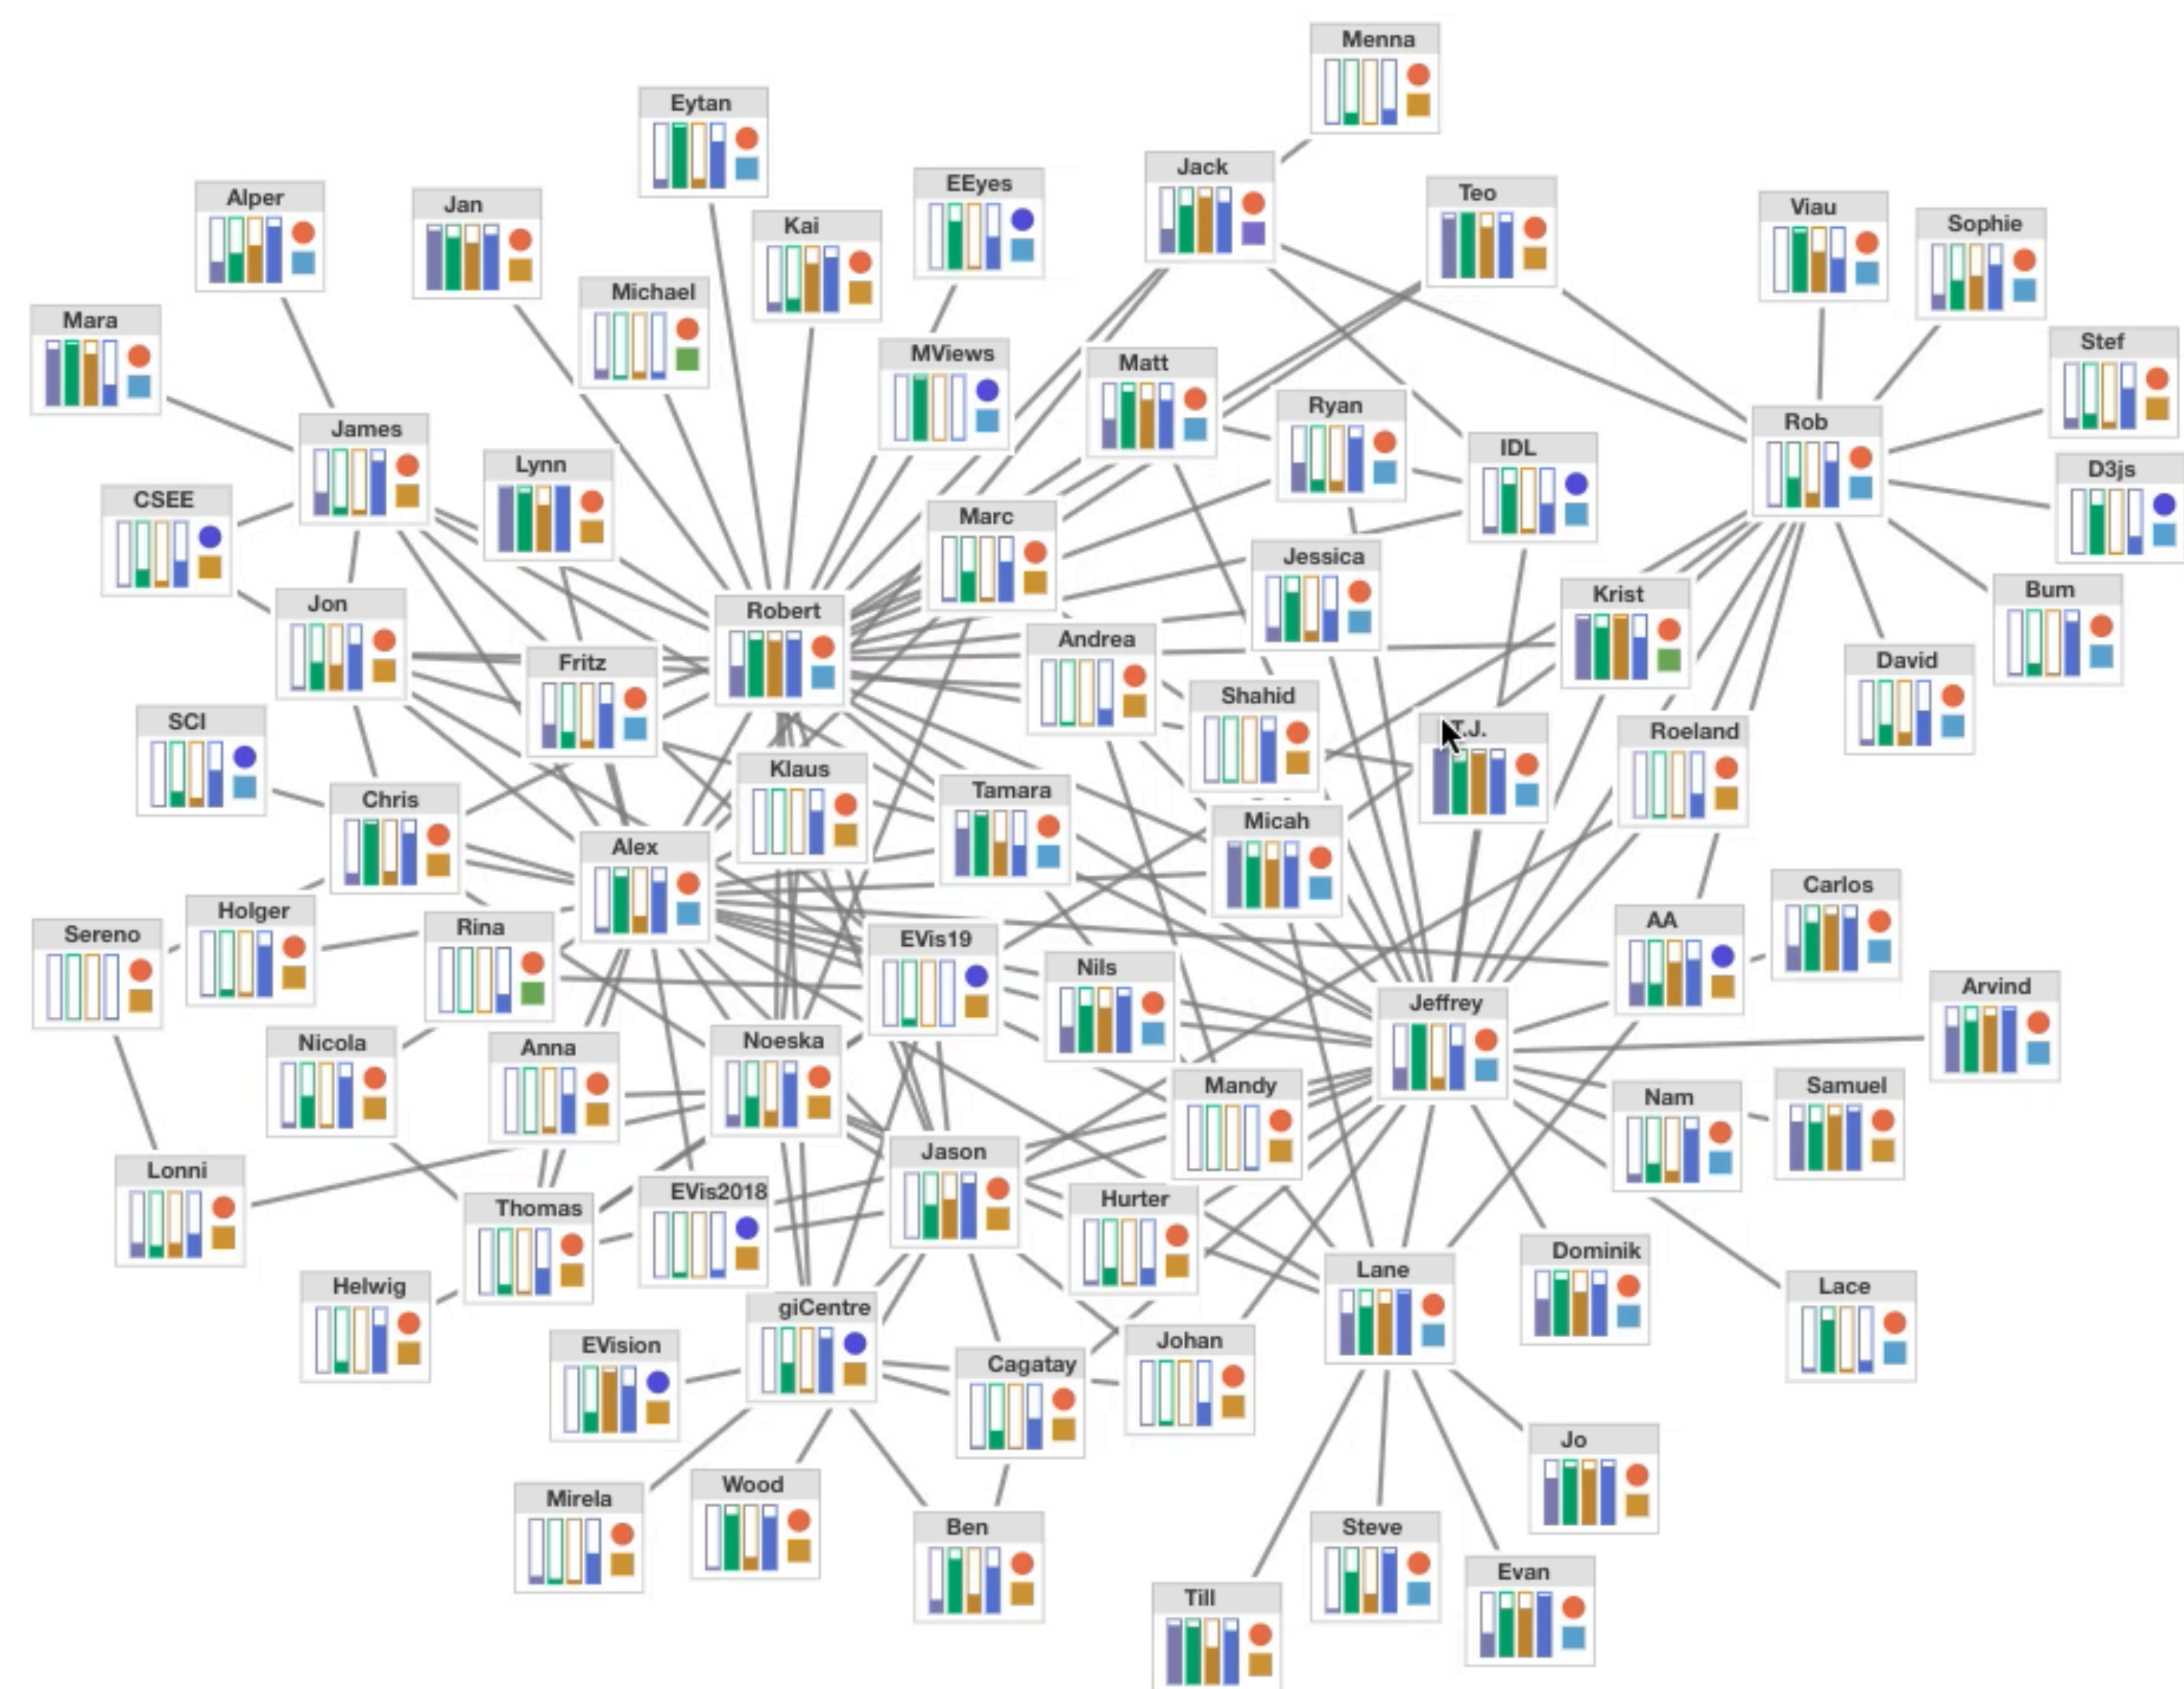 Menna
Eytan
Jack
EEyes
Teo
Alper
Jan
Viau
Sophie
Kai
Michael
Mara
Stef
MViews
Matt
Ryan
Rob
James
IDL
Lynn
D3js
CSEE
Marc
Jessica
Bum
Krist
Jon
Robert
Andrea
David
Fritz
Shahid
SCI
T.J.
Roeland
Klaus
Tamara
Chris
Micah
Alex
Carlos
Holger
AA
Rina
Sereno
EVis19
Nils
Arvind
Jeffrey
Noeska
Nicola
Anna
Mandy
Samuel
Nam
Jason
Lonni
EVis2018
Hurter
Thomas
Dominik
Lane
Helwig
Lace
giCentre
Johan
EVision
Cagatay
Jo
Wood
Mirela
Ben
Steve
Evan
Till